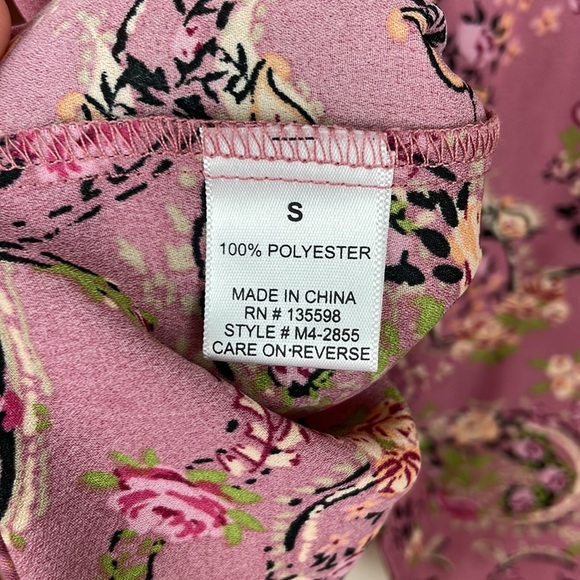 S
100% POLYESTER
MADE IN CHINA
RN # 135598
STYLE # M4-2855
CARE ON REVERSE